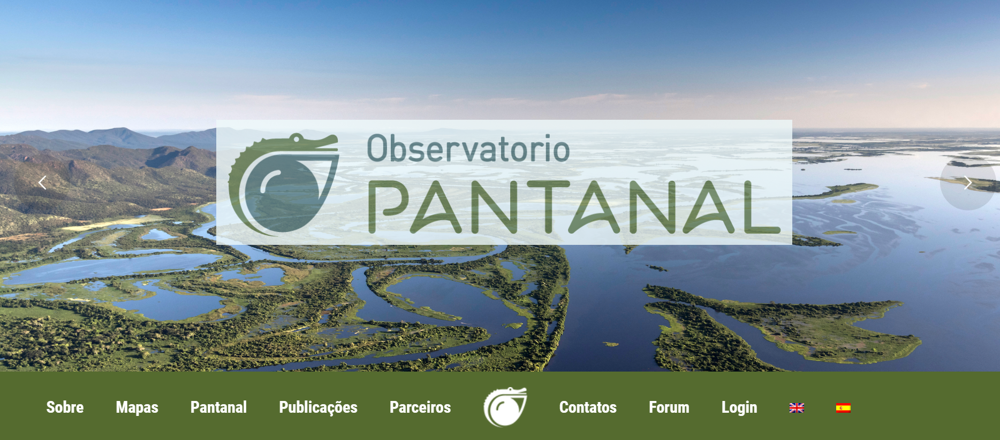 Observatorio
PANTANAL
Sobre Mapas Pantanal Publicações Parceiros Contatos Forum Login